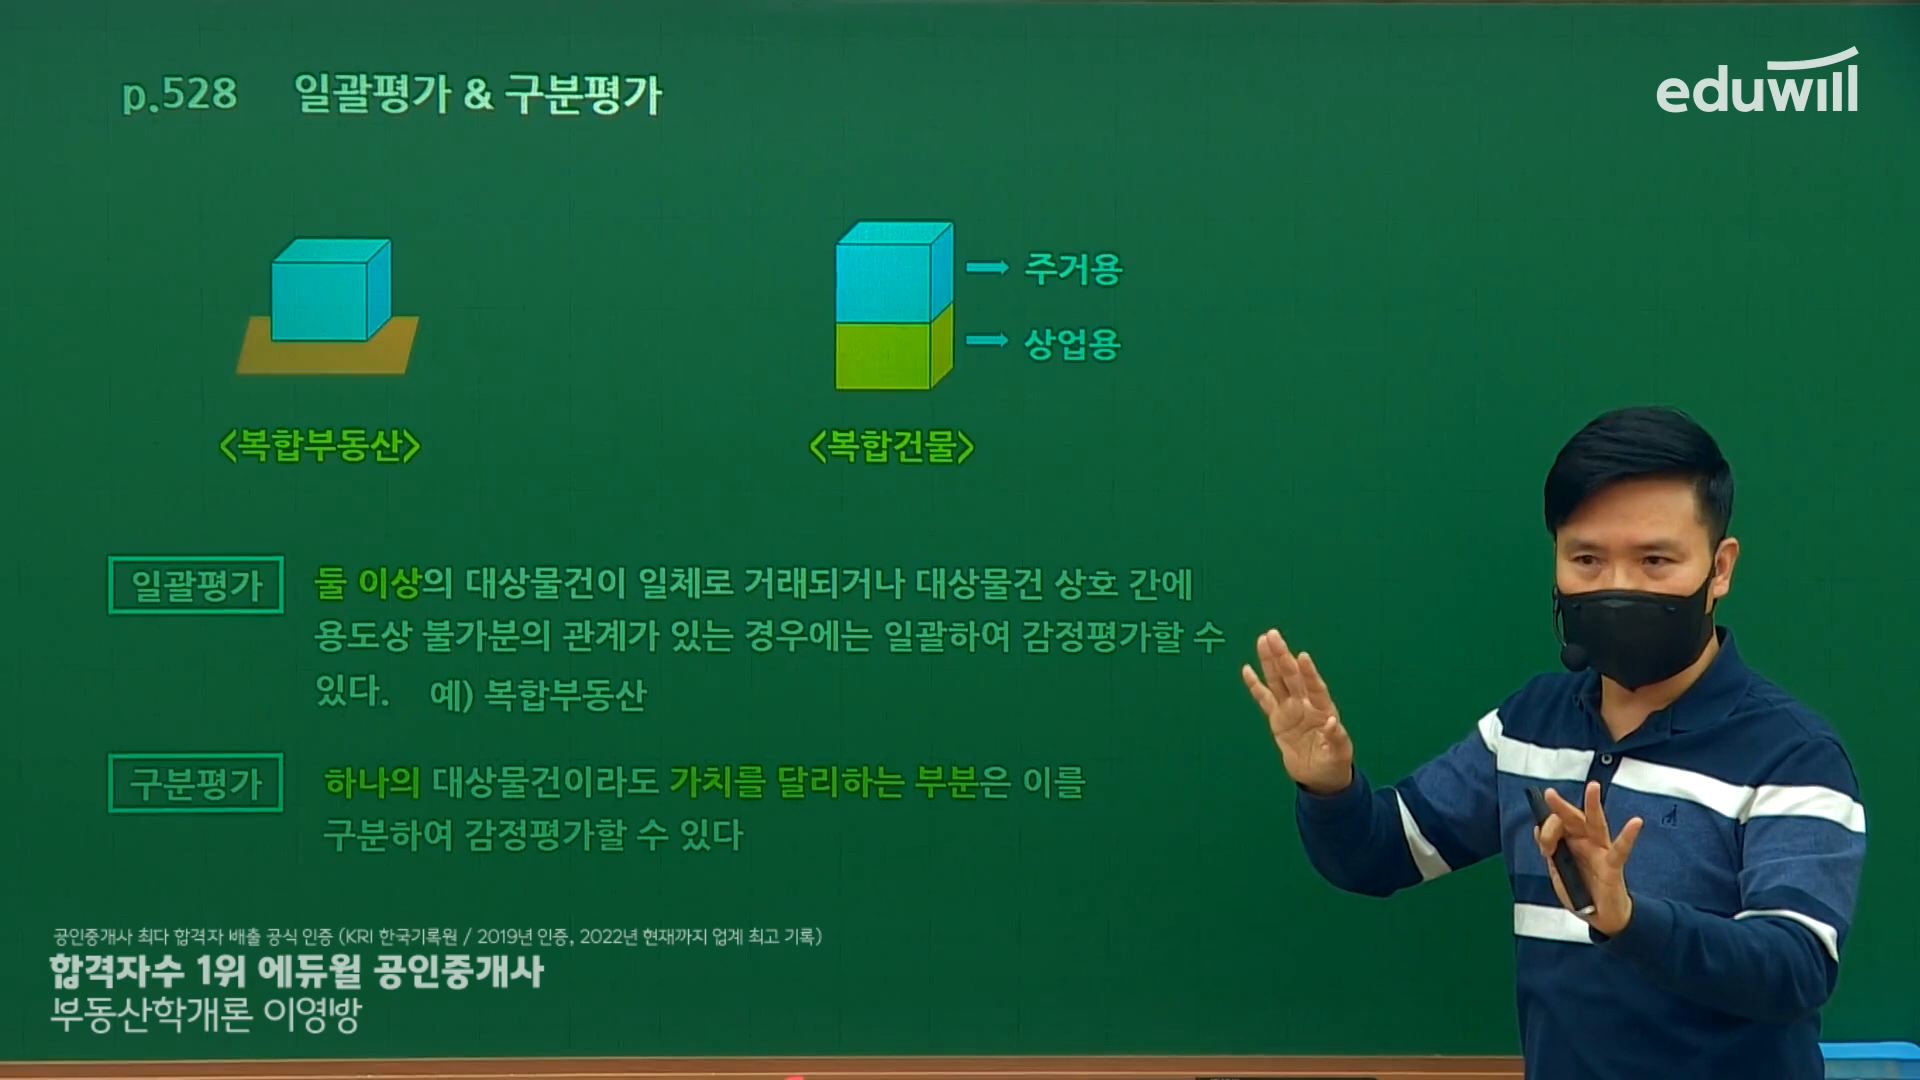 p.528 일괄평가 & 구분평가
eduwill
주거용
상업용
<복합부동산>
<복합건물>
일괄평가
둘 이상의 대상물건이 일체로 거래되거나 대상물건 상호 간에
용도상 불가분의 관계가 있는 경우에는 일괄하여 감정평가할 수
있다. 예) 복합부동산
구분평가
하나의 대상물건이라도 가치를 달리하는 부분은 이를
구분하여 감정평가할 수 있다
공인중개사 최다 합격자 배출 공식 인증 (KRI 한국기록원 / 2019년 인증, 2022년 현재까지 업계 최고 기록)
합격자수 1위 에듀윌 공인중개사
부동산학개론 이영방